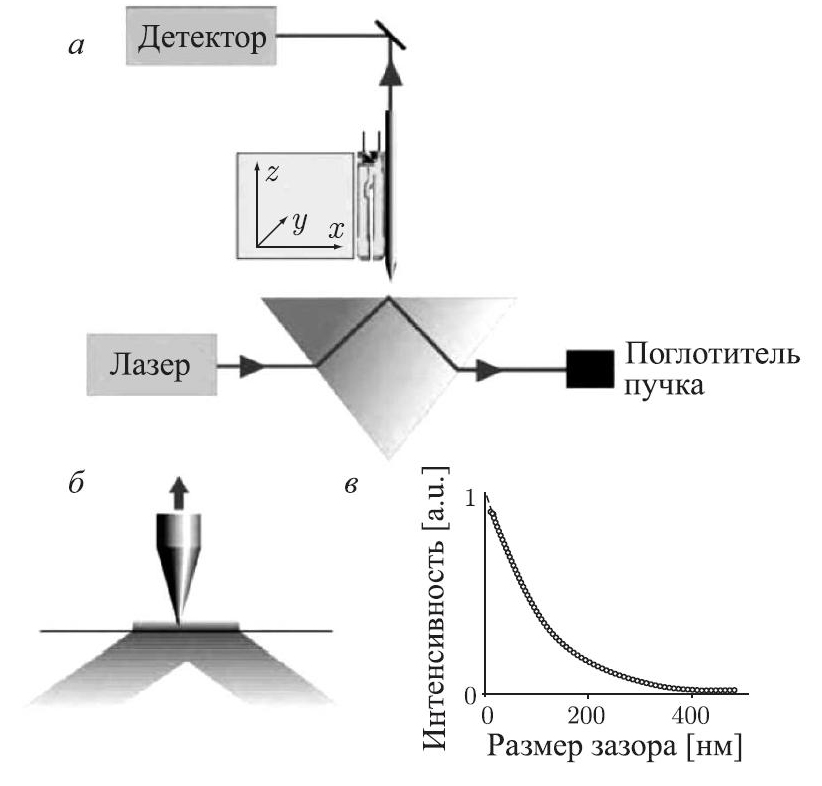 а
Детектор
z
y
x
Лазер
Поглотитель
пучка
б
в
Интенсивность [a.u.]
1
0
0
200
400
Размер зазора [нм]